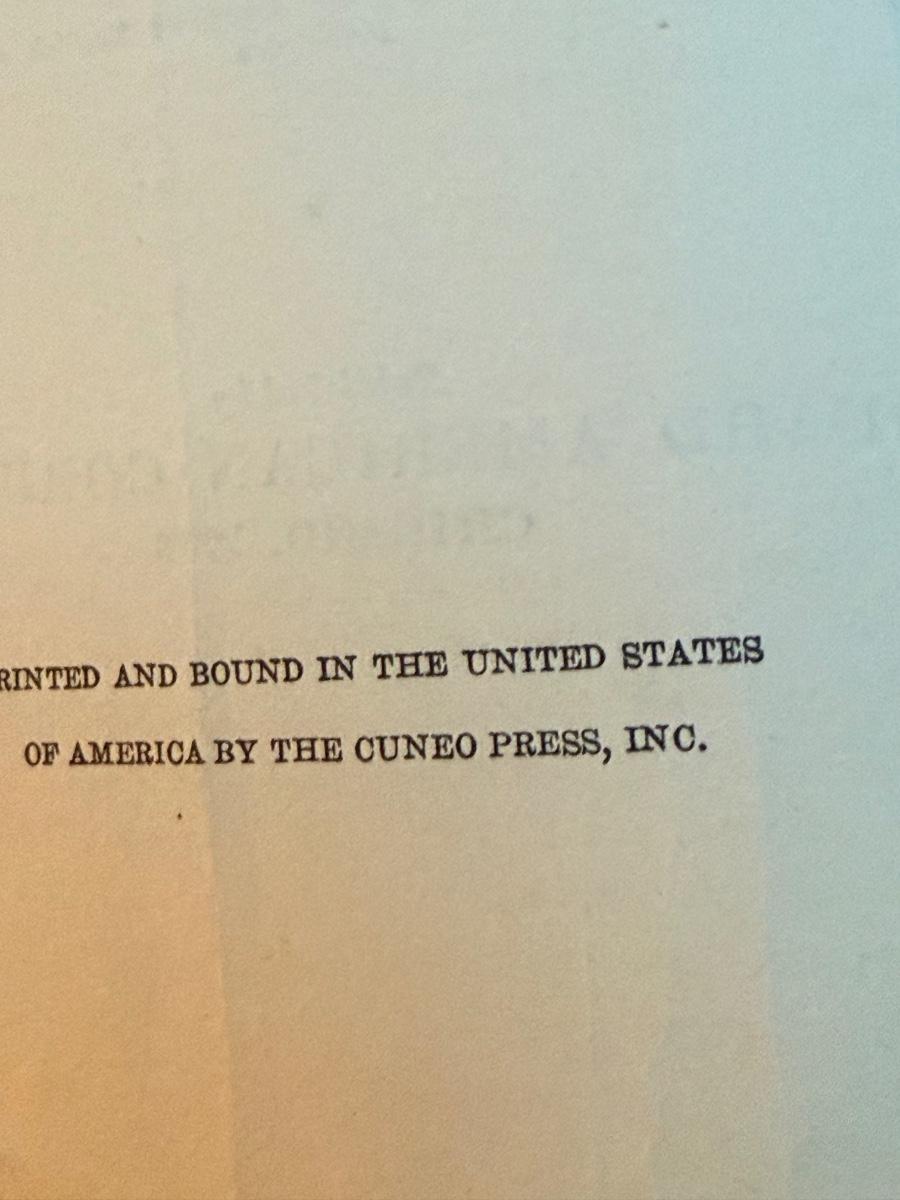 RINTED AND BOUND IN THE UNITED STATES
OF AMERICA BY THE CUNEO PRESS, INC.